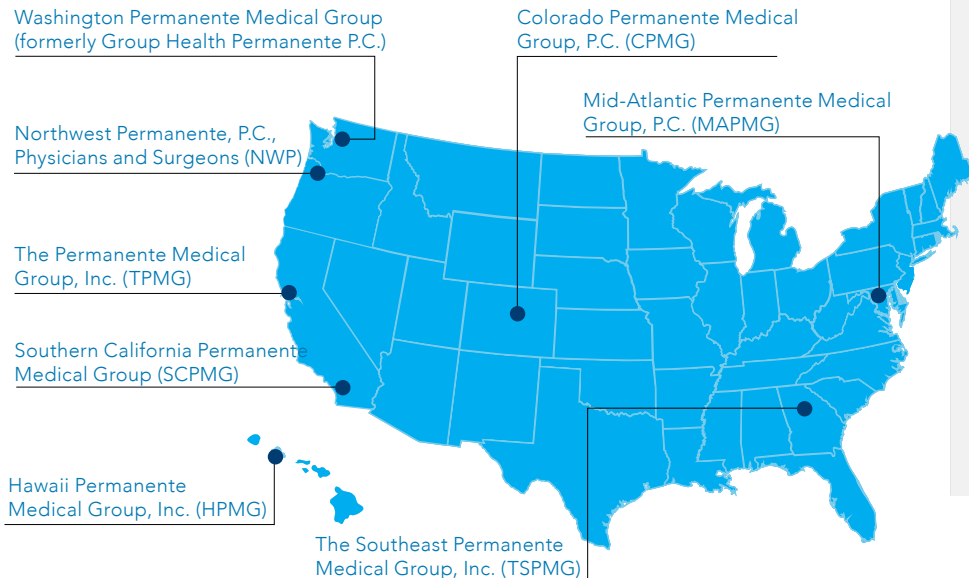 Washington Permanente Medical Group
(formerly Group Health Permanente P.C.)
Colorado Permanente Medical
Group, P.C. (CPMG)
Mid-Atlantic Permanente Medical
Group, P.C. (MAPMG)
Northwest Permanente, P.C.,
Physicians and Surgeons (NWP)
The Permanente Medical
Group, Inc. (TPMG)
Southern California Permanente
Medical Group (SCPMG)
Hawaii Permanente
Medical Group, Inc. (HPMG)
The Southeast Permanente
Medical Group, Inc. (TSPMG)